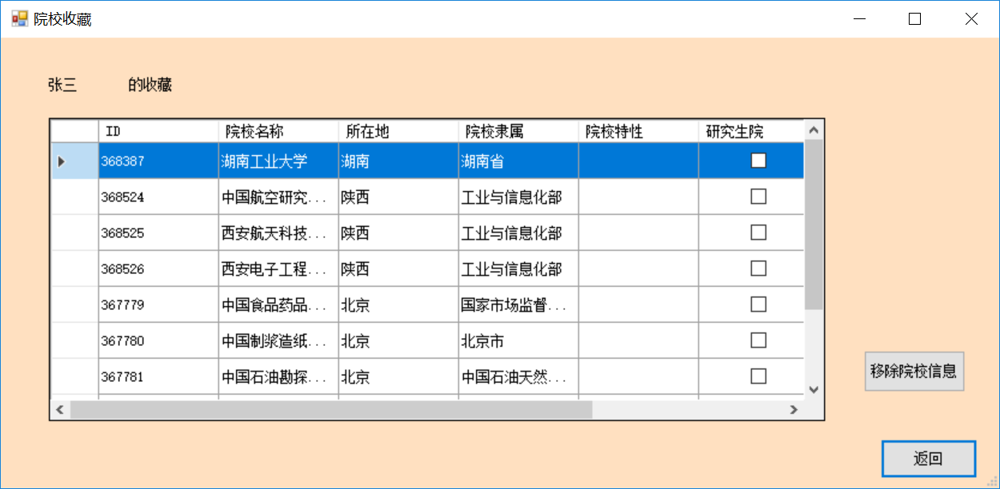 院校收藏
张三 的收藏
ID 院校名称 所在地 院校隶属 院校特性 研究生院
368387 湖南工业大学 湖南 湖南省
368524 中国航空研究... 陕西 工业与信息化部
368525 西安航天科技... 陕西 工业与信息化部
368526 西安电子工程... 陕西 工业与信息化部
367779 中国食品药品... 北京 国家市场监督...
367780 中国制浆造纸... 北京 北京市
367781 中国石油勘探... 北京 中国石油天然...
移除院校信息
返回